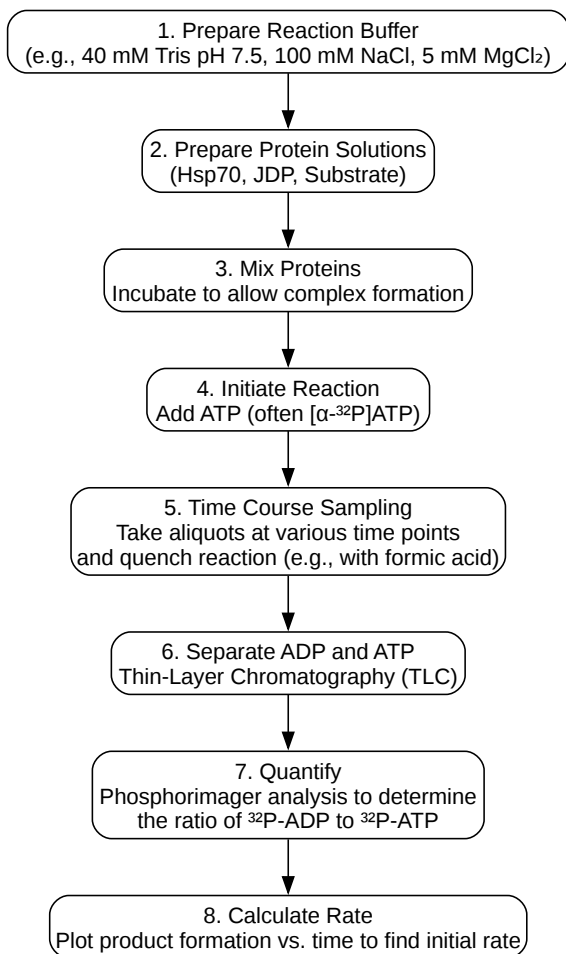 1. Prepare Reaction Buffer
(e.g., 40 mM Tris pH 7.5, 100 mM NaCl, 5 mM MgCl₂)
2. Prepare Protein Solutions
(Hsp70, JDP, Substrate)
3. Mix Proteins
Incubate to allow complex formation
4. Initiate Reaction
Add ATP (often [α-³²P]ATP)
5. Time Course Sampling
Take aliquots at various time points
and quench reaction (e.g., with formic acid)
6. Separate ADP and ATP
Thin-Layer Chromatography (TLC)
7. Quantify
Phosphorimager analysis to determine
the ratio of ³²P-ADP to ³²P-ATP
8. Calculate Rate
Plot product formation vs. time to find initial rate